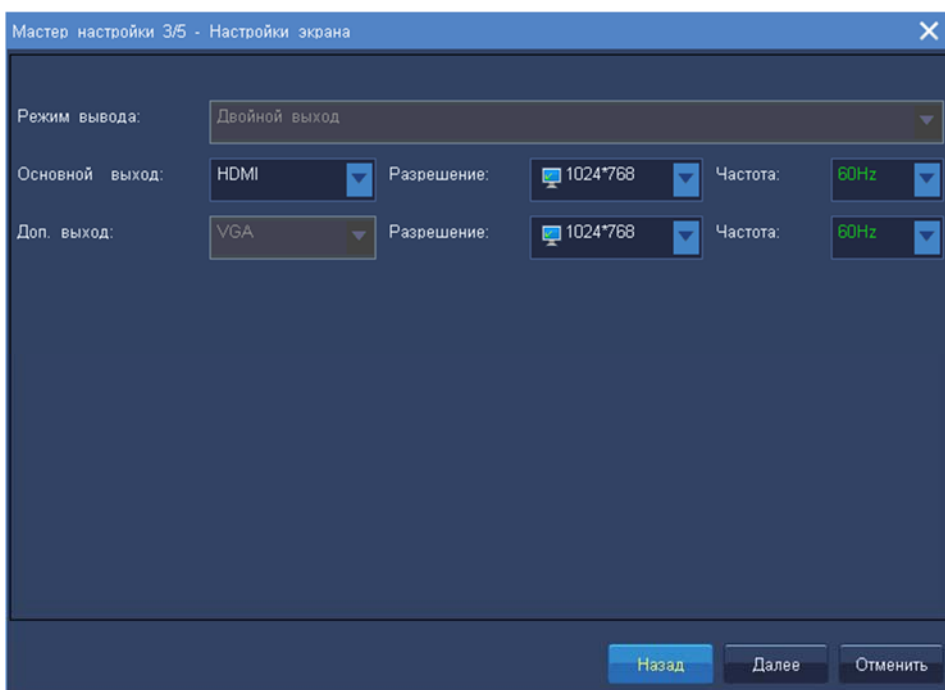 Мастер настройки 3/5 - Настройки экрана
Режим вывода: Двойной выход
Основной выход: HDMI Разрешение: 1024*768 Частота: 60Hz
Доп. выход: VGA Разрешение: 1024*768 Частота: 60Hz
Назад Далее Отменить